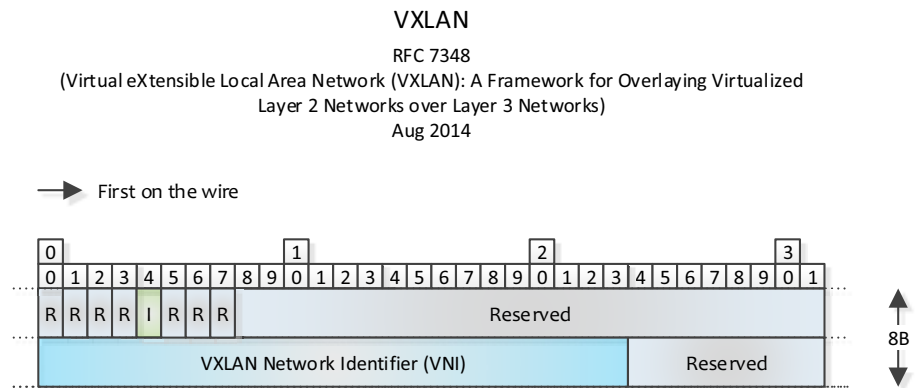 VXLAN
RFC 7348
(Virtual eXtensible Local Area Network (VXLAN): A Framework for Overlaying Virtualized
Layer 2 Networks over Layer 3 Networks)
Aug 2014
First on the wire
0 1 2 3
0 1 2 3 4 5 6 7 8 9 0 1 2 3 4 5 6 7 8 9 0 1 2 3 4 5 6 7 8 9 0 1
R R R R I R R R Reserved
8B
VXLAN Network Identifier (VNI) Reserved